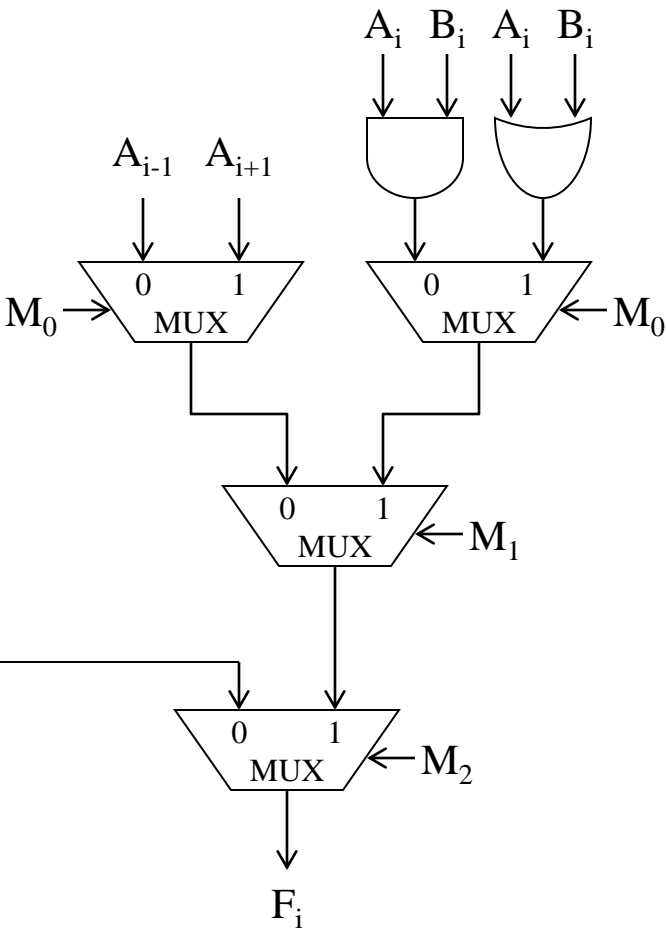 A_i B_i A_i B_i
A_{i-1} A_{i+1}
0 1 0 1
M_0 MUX MUX M_0
0 1
MUX M_1
0 1
MUX M_2
F_i